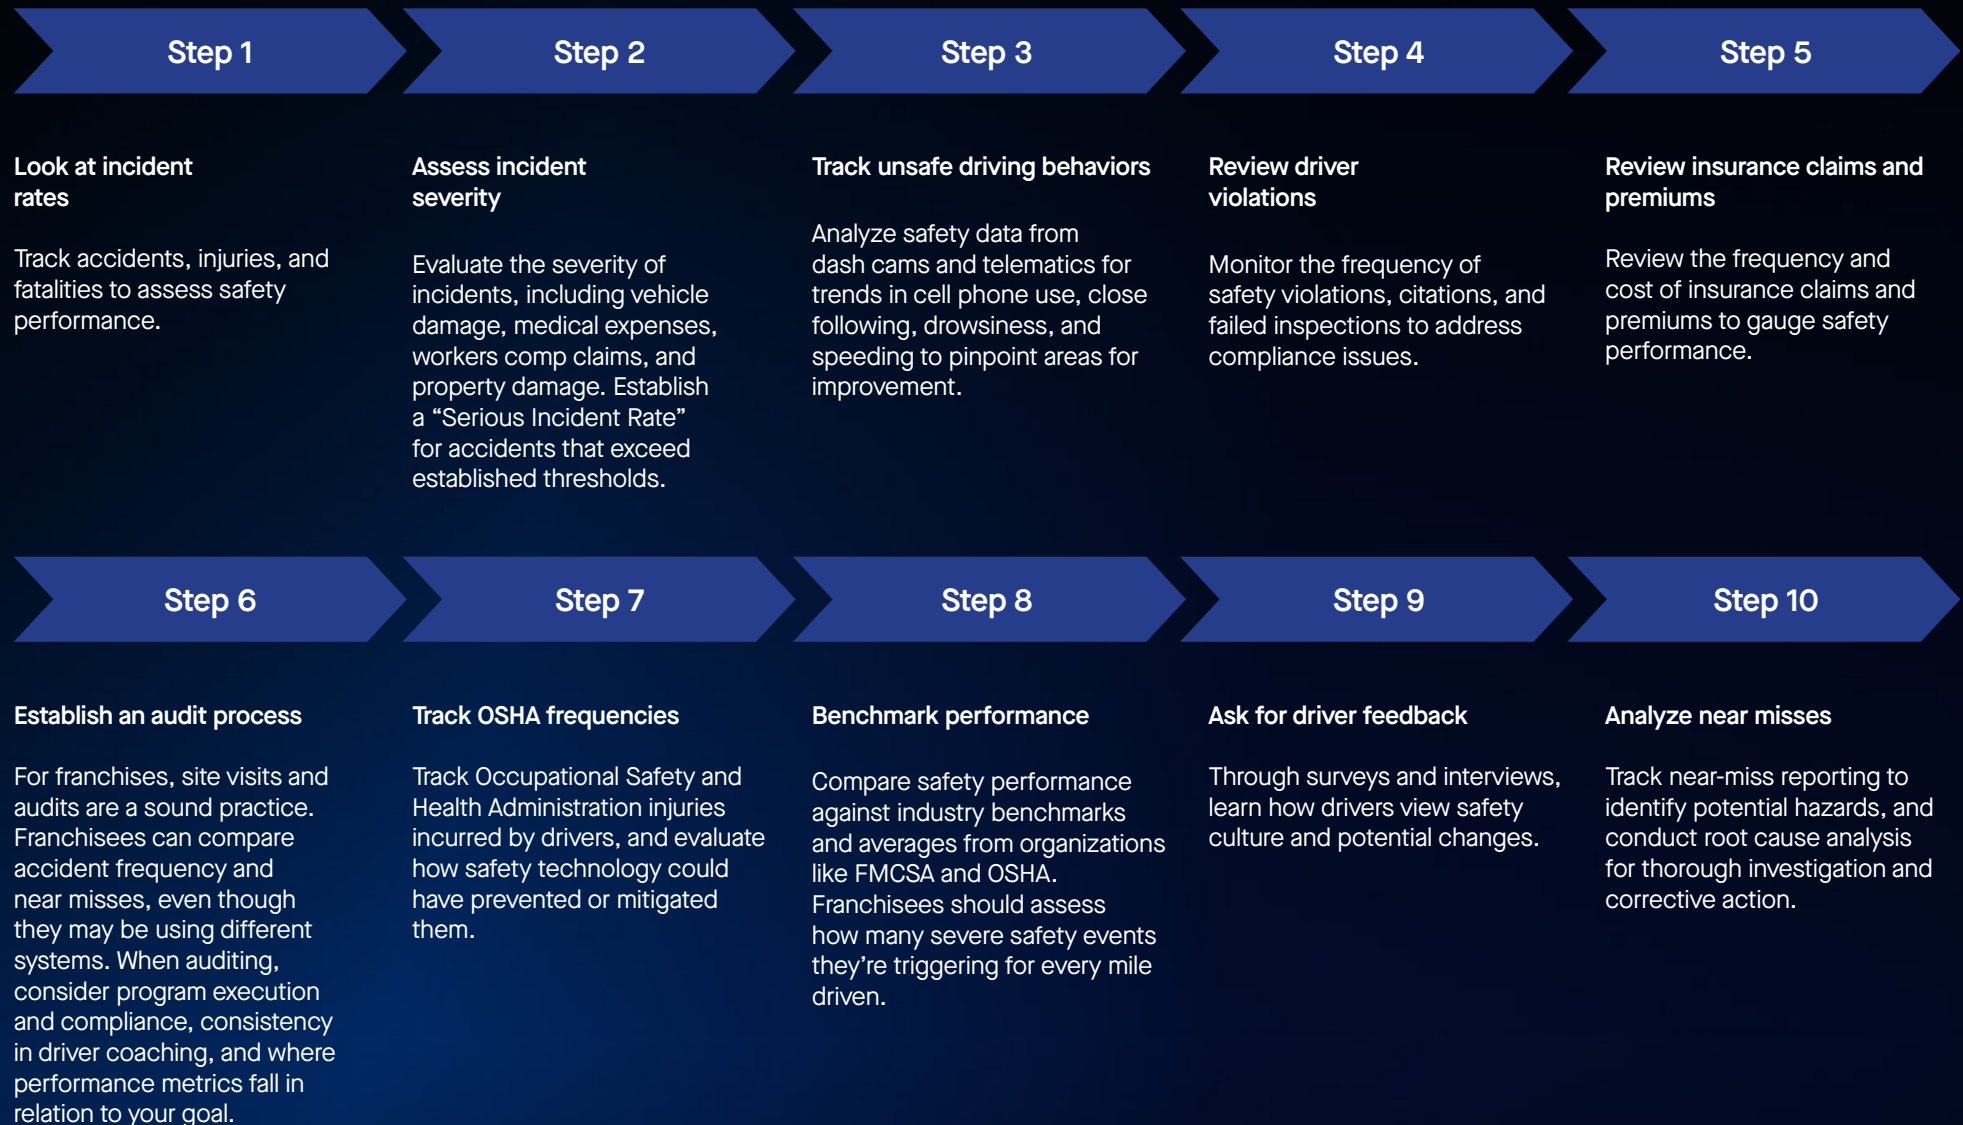 Step 1
Step 2
Step 3
Step 4
Step 5
Look at incident
rates
Track accidents, injuries, and
fatalities to assess safety
performance.
Assess incident
severity
Evaluate the severity of
incidents, including vehicle
damage, medical expenses,
workers comp claims, and
property damage. Establish
a “Serious Incident Rate”
for accidents that exceed
established thresholds.
Track unsafe driving behaviors
Analyze safety data from
dash cams and telematics for
trends in cell phone use, close
following, drowsiness, and
speeding to pinpoint areas for
improvement.
Review driver
violations
Monitor the frequency of
safety violations, citations, and
failed inspections to address
compliance issues.
Review insurance claims and
premiums
Review the frequency and
cost of insurance claims and
premiums to gauge safety
performance.
Step 6
Step 7
Step 8
Step 9
Step 10
Establish an audit process
For franchises, site visits and
audits are a sound practice.
Franchisees can compare
accident frequency and
near misses, even though
they may be using different
systems. When auditing,
consider program execution
and compliance, consistency
in driver coaching, and where
performance metrics fall in
relation to your goal.
Track OSHA frequencies
Track Occupational Safety and
Health Administration injuries
incurred by drivers, and evaluate
how safety technology could
have prevented or mitigated
them.
Benchmark performance
Compare safety performance
against industry benchmarks
and averages from organizations
like FMCSA and OSHA.
Franchisees should assess
how many severe safety events
they’re triggering for every mile
driven.
Ask for driver feedback
Through surveys and interviews,
learn how drivers view safety
culture and potential changes.
Analyze near misses
Track near-miss reporting to
identify potential hazards, and
conduct root cause analysis
for thorough investigation and
corrective action.